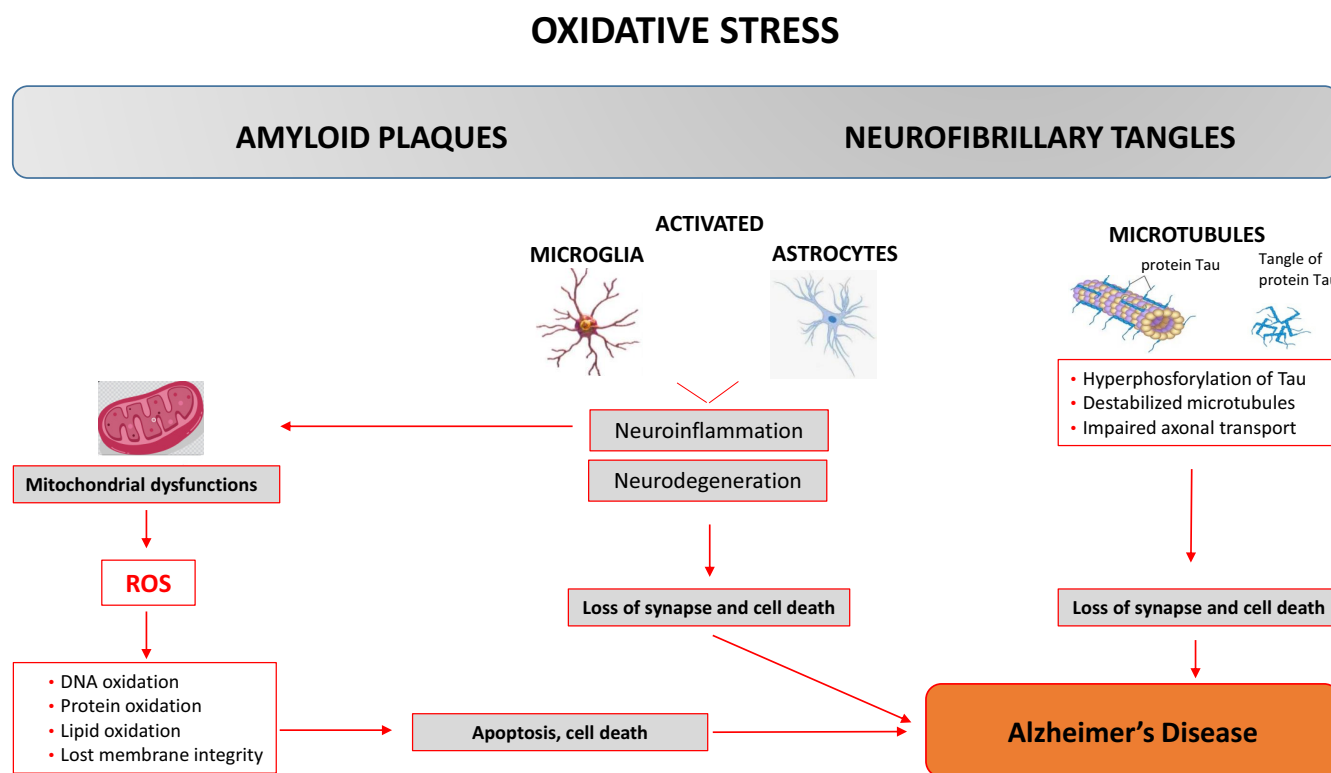 OXIDATIVE STRESS
AMYLOID PLAQUES
NEUROFIBRILLARY TANGLES
ACTIVATED
MICROGLIA
ASTROCYTES
MICROTUBULES
protein Tau
Tangle of
protein Tau
• Hyperphosforylation of Tau
• Destabilized microtubules
• Impaired axonal transport
Neuroinflammation
Neurodegeneration
Mitochondrial dysfunctions
ROS
Loss of synapse and cell death
Loss of synapse and cell death
• DNA oxidation
• Protein oxidation
• Lipid oxidation
• Lost membrane integrity
Apoptosis, cell death
Alzheimer’s Disease